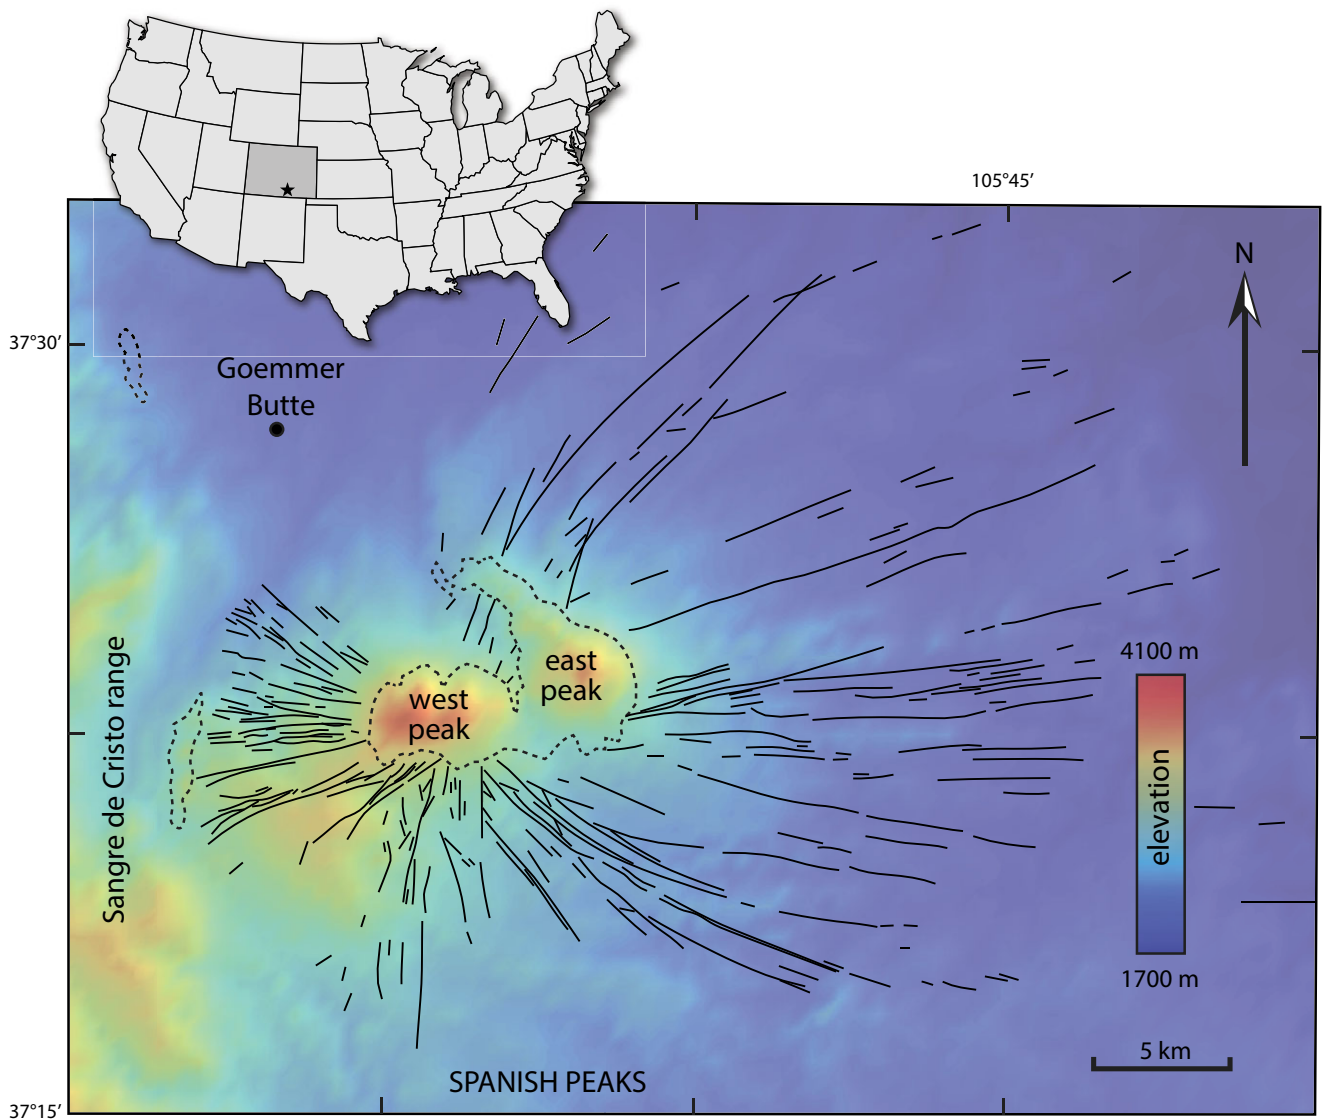 105°45′
N
37°30′
Goemmer
Butte
east
peak
west
peak
4100 m
elevation
1700 m
Sangre de Cristo range
5 km
SPANISH PEAKS
37°15′